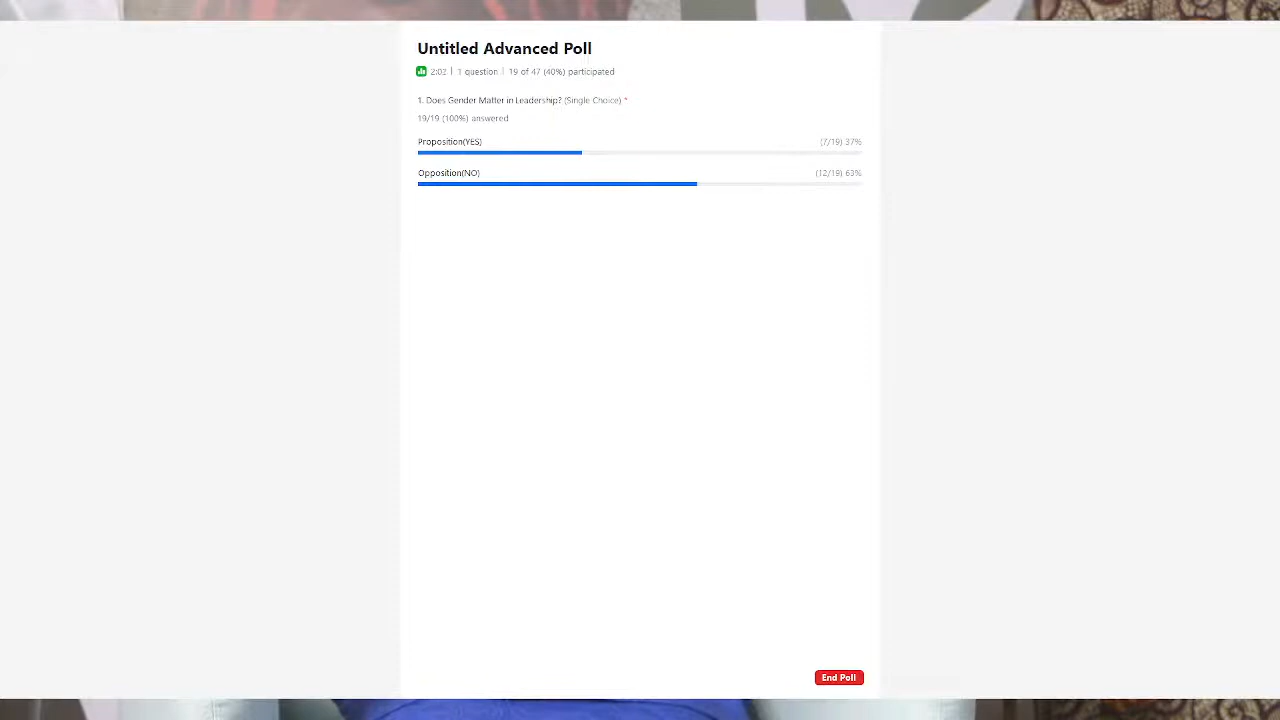 Untitled Advanced Poll
2:02 | 1 question | 19 of 47 (40%) participated
1. Does Gender Matter in Leadership? (Single Choice) *
19/19 (100%) answered
Proposition(YES) (7/19) 37%
Opposition(NO) (12/19) 63%
End Poll